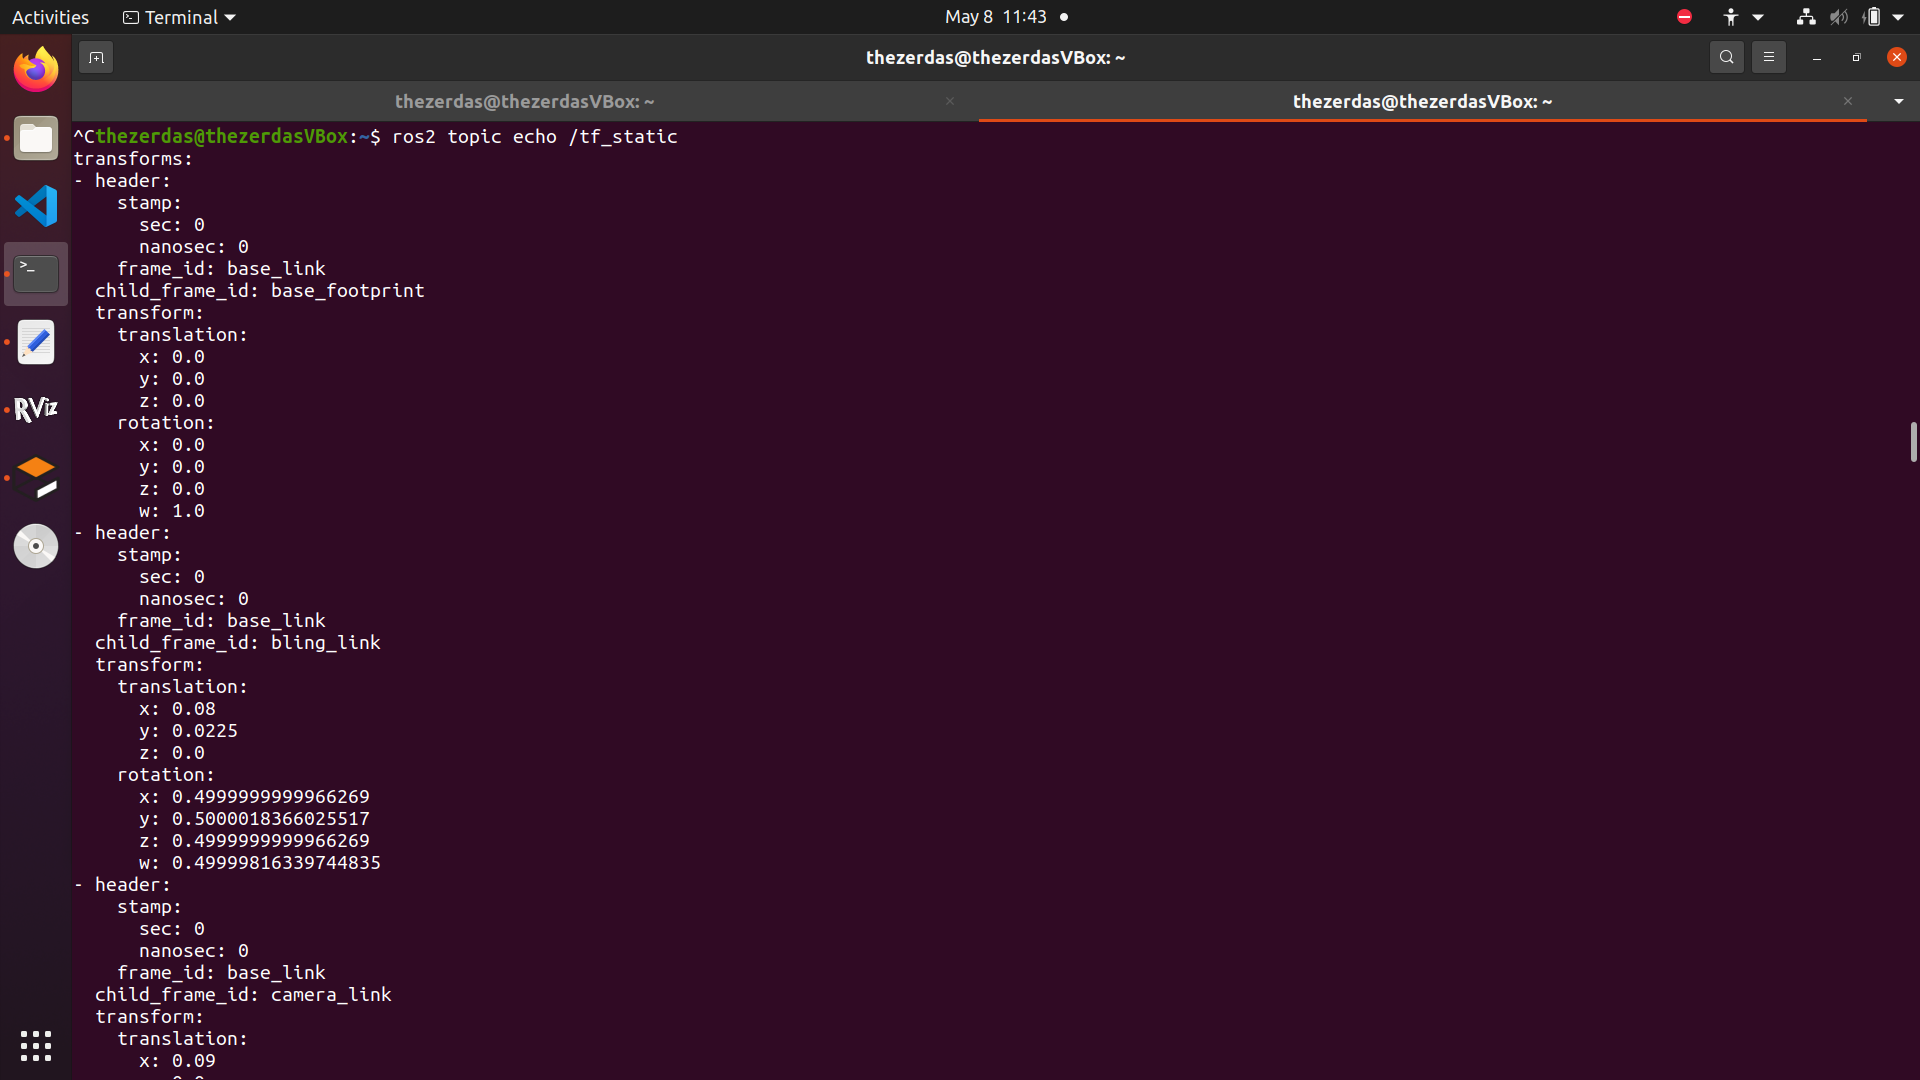 Activities
Terminal
May 8 11:43
thezerdas@thezerdasVBox: ~
thezerdas@thezerdasVBox: ~
thezerdas@thezerdasVBox: ~
^Cthezerdas@thezerdasVBox:~$ ros2 topic echo /tf_static
transforms:
- header:
    stamp:
      sec: 0
      nanosec: 0
    frame_id: base_link
  child_frame_id: base_footprint
  transform:
    translation:
      x: 0.0
      y: 0.0
      z: 0.0
    rotation:
      x: 0.0
      y: 0.0
      z: 0.0
      w: 1.0
- header:
    stamp:
      sec: 0
      nanosec: 0
    frame_id: base_link
  child_frame_id: bling_link
  transform:
    translation:
      x: 0.08
      y: 0.0225
      z: 0.0
    rotation:
      x: 0.4999999999966269
      y: 0.5000018366025517
      z: 0.4999999999966269
      w: 0.49999816339744835
- header:
    stamp:
      sec: 0
      nanosec: 0
    frame_id: base_link
  child_frame_id: camera_link
  transform:
    translation:
      x: 0.09
RViz